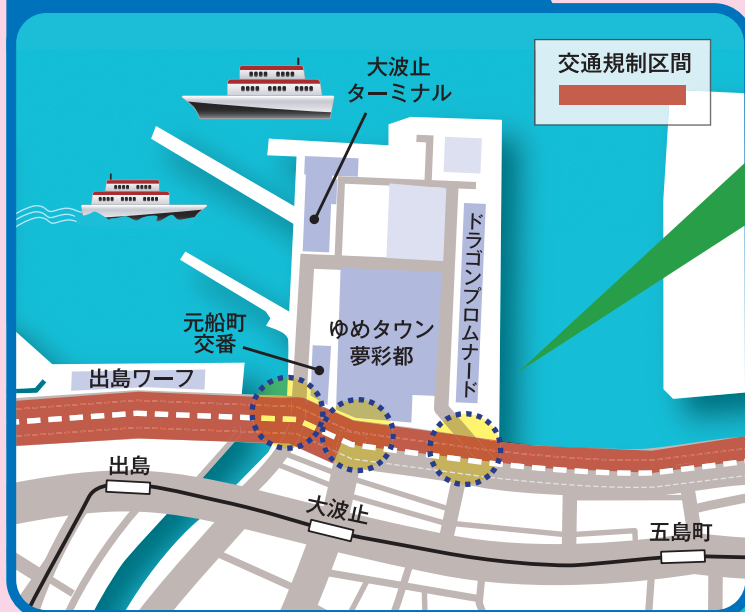 交通規制区間
大波止
ターミナル
ドラゴンプロムナード
元船町
交番
ゆめタウン
夢彩都
出島ワーフ
出島
大波止
五島町